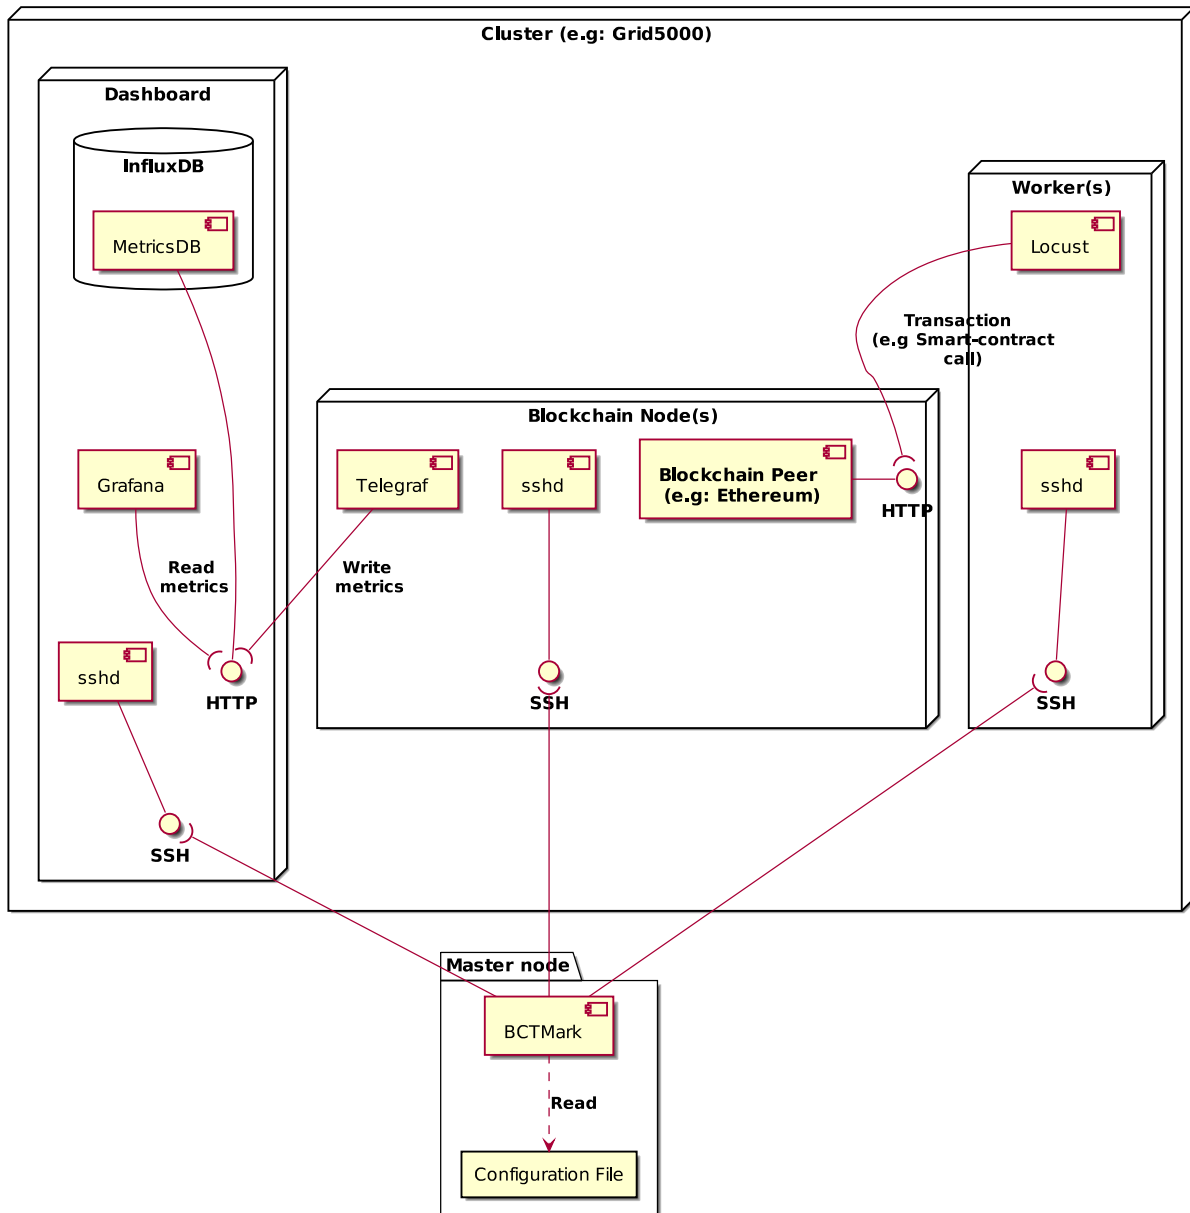 Cluster (e.g: Grid5000)
Dashboard
InfluxDB
MetricsDB
Worker(s)
Locust
Transaction
(e.g Smart-contract
call)
Blockchain Node(s)
Grafana
Telegraf
sshd
Blockchain Peer
(e.g: Ethereum)
HTTP
sshd
Read
metrics
Write
metrics
sshd
HTTP
SSH
SSH
SSH
Master node
BCTMark
Read
Configuration File